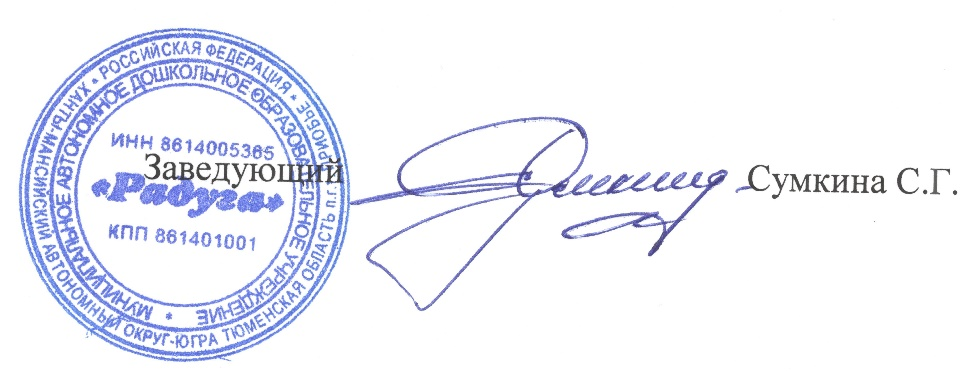 ХАНТЫ-МАНСИЙСКИЙ АВТОНОМНЫЙ ОКРУГ-ЮГРА ТЮМЕНСКАЯ ОБЛАСТЬ п.г.т. ПРИОБЬЕ * РОССИЙСКАЯ ФЕДЕРАЦИЯ *
* МУНИЦИПАЛЬНОЕ АВТОНОМНОЕ ДОШКОЛЬНОЕ ОБРАЗОВАТЕЛЬНОЕ УЧРЕЖДЕНИЕ
ИНН 8614005365
Заведующий Сумкина С.Г.
«Радуга»
КПП 861401001